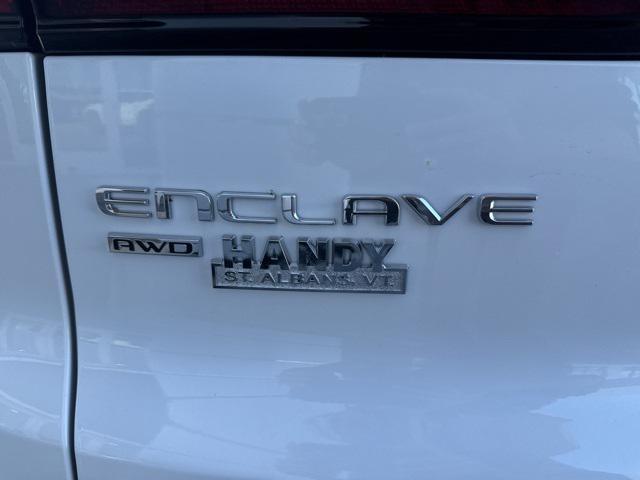 ENCLAVE
AWD
HANDY
ST. ALBANS, VT.